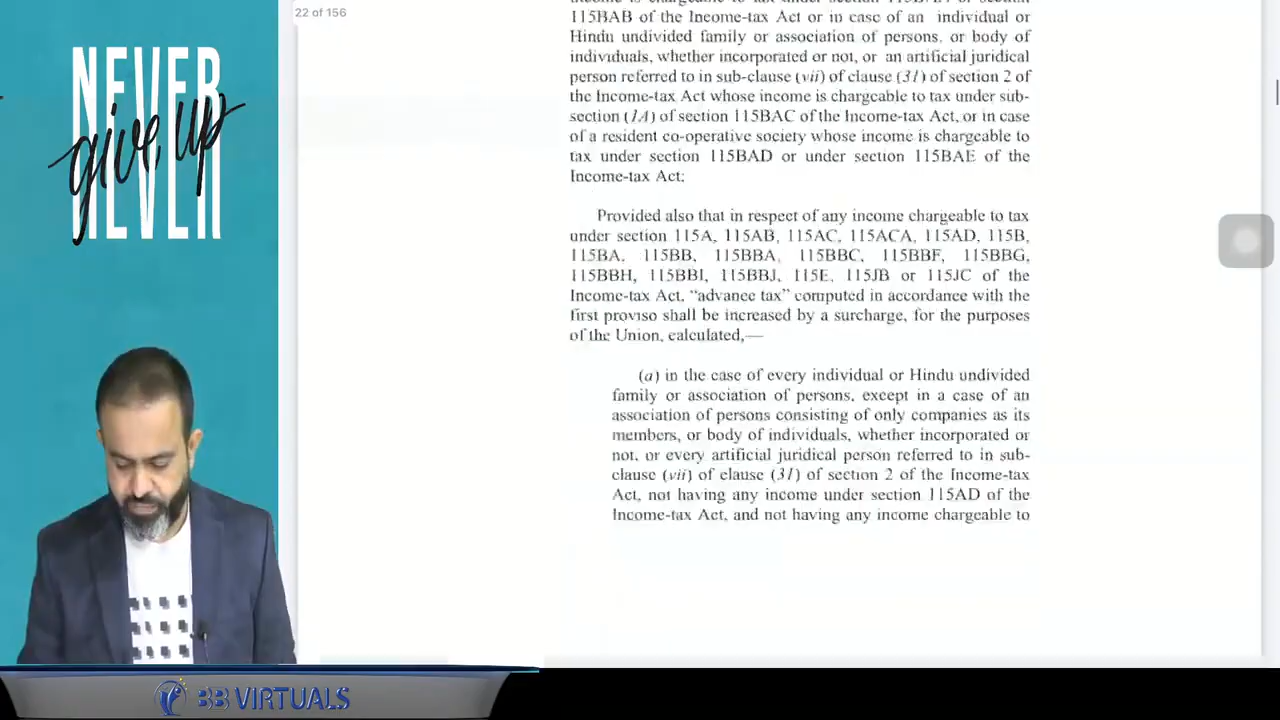 22 of 156
NEVER
give up
NEVER
115BAB of the Income-tax Act or in case of an individual or
Hindu undivided family or association of persons, or body of
individuals, whether incorporated or not, or an artificial juridical
person referred to in sub-clause (vii) of clause (31) of section 2 of
the Income-tax Act whose income is chargeable to tax under sub-
section (1A) of section 115BAC of the Income-tax Act, or in case
of a resident co-operative society whose income is chargeable to
tax under section 115BAD or under section 115BAE of the
Income-tax Act:
Provided also that in respect of any income chargeable to tax
under section 115A, 115AB, 115AC, 115ACA, 115AD, 115B,
115BA, 115BB, 115BBA, 115BBC, 115BBF, 115BBG,
115BBH, 115BBI, 115BBJ, 115E, 115JB or 115JC of the
Income-tax Act, “advance tax” computed in accordance with the
first proviso shall be increased by a surcharge, for the purposes
of the Union, calculated,—
(a) in the case of every individual or Hindu undivided
family or association of persons, except in a case of an
association of persons consisting of only companies as its
members, or body of individuals, whether incorporated or
not, or every artificial juridical person referred to in sub-
clause (vii) of clause (31) of section 2 of the Income-tax
Act, not having any income under section 115AD of the
Income-tax Act, and not having any income chargeable to
BB VIRTUALS